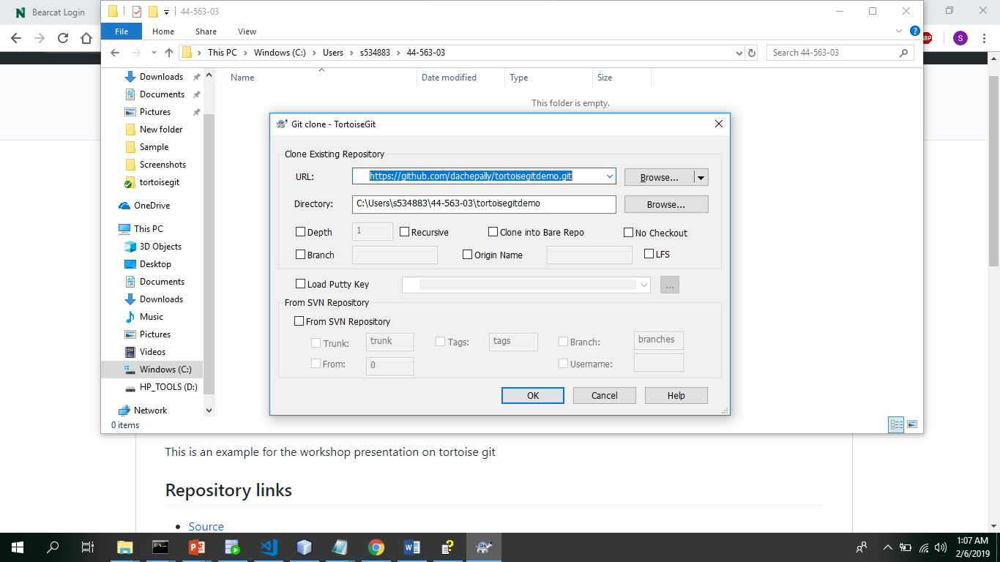 Bearcat Login
44-563-03
File Home Share View
This PC Windows (C:) Users s534883 44-563-03
Search 44-563-03
ABP
S
Name Date modified Type Size
This folder is empty.
Downloads
Documents
Pictures
New folder
Sample
Screenshots
tortoisegit
OneDrive
This PC
3D Objects
Desktop
Documents
Downloads
Music
Pictures
Videos
Windows (C:)
HP_TOOLS (D:)
Network
0 items
Git clone - TortoiseGit
Clone Existing Repository
URL: https://github.com/dachepally/tortoisegitdemo.git Browse...
Directory: C:\Users\s534883\44-563-03\tortoisegitdemo Browse...
Depth 1 Recursive Clone into Bare Repo No Checkout
Branch Origin Name LFS
Load Putty Key ...
From SVN Repository
From SVN Repository
Trunk: trunk Tags: tags Branch: branches
From: 0 Username:
OK Cancel Help
This is an example for the workshop presentation on tortoise git
Repository links
Source
1:07 AM
2/6/2019